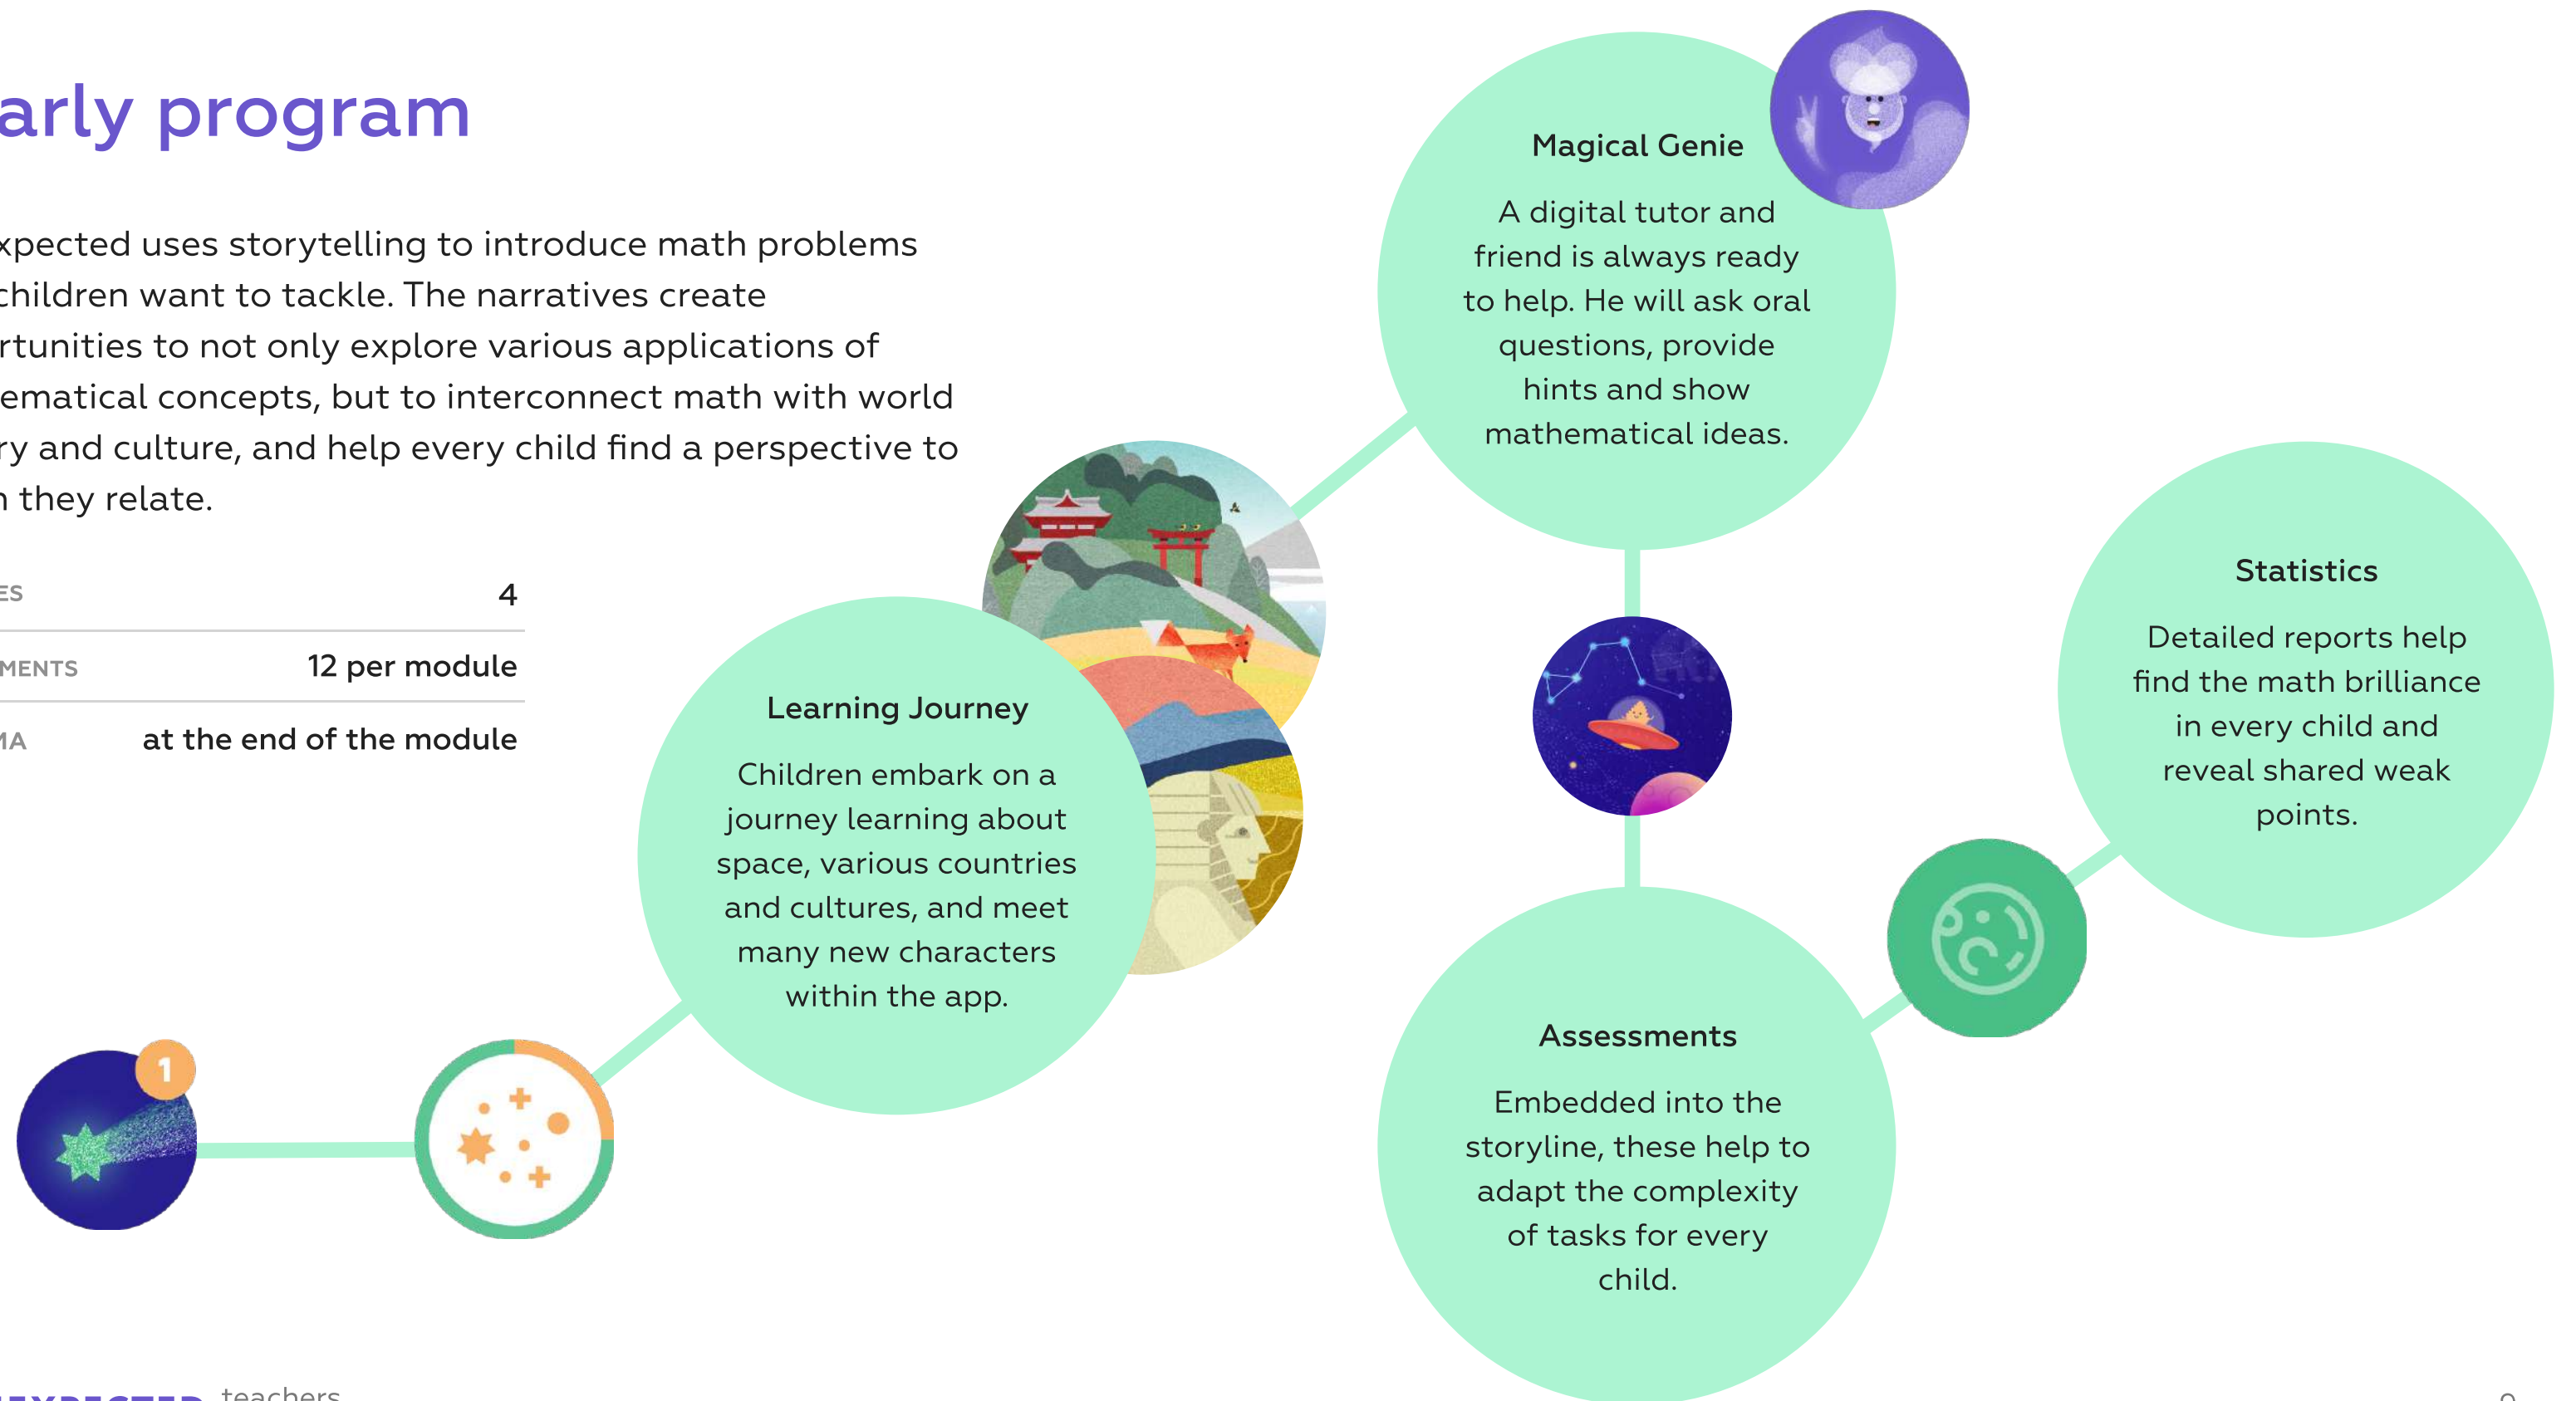 arly program
xpected uses storytelling to introduce math problems
children want to tackle. The narratives create
rtunities to not only explore various applications of
ematical concepts, but to interconnect math with world
ry and culture, and help every child find a perspective to
they relate.
ES 4
MENTS 12 per module
MA at the end of the module
1
Learning Journey
Children embark on a
journey learning about
space, various countries
and cultures, and meet
many new characters
within the app.
Magical Genie
A digital tutor and
friend is always ready
to help. He will ask oral
questions, provide
hints and show
mathematical ideas.
Assessments
Embedded into the
storyline, these help to
adapt the complexity
of tasks for every
child.
Statistics
Detailed reports help
find the math brilliance
in every child and
reveal shared weak
points.
EXPECTED teachers